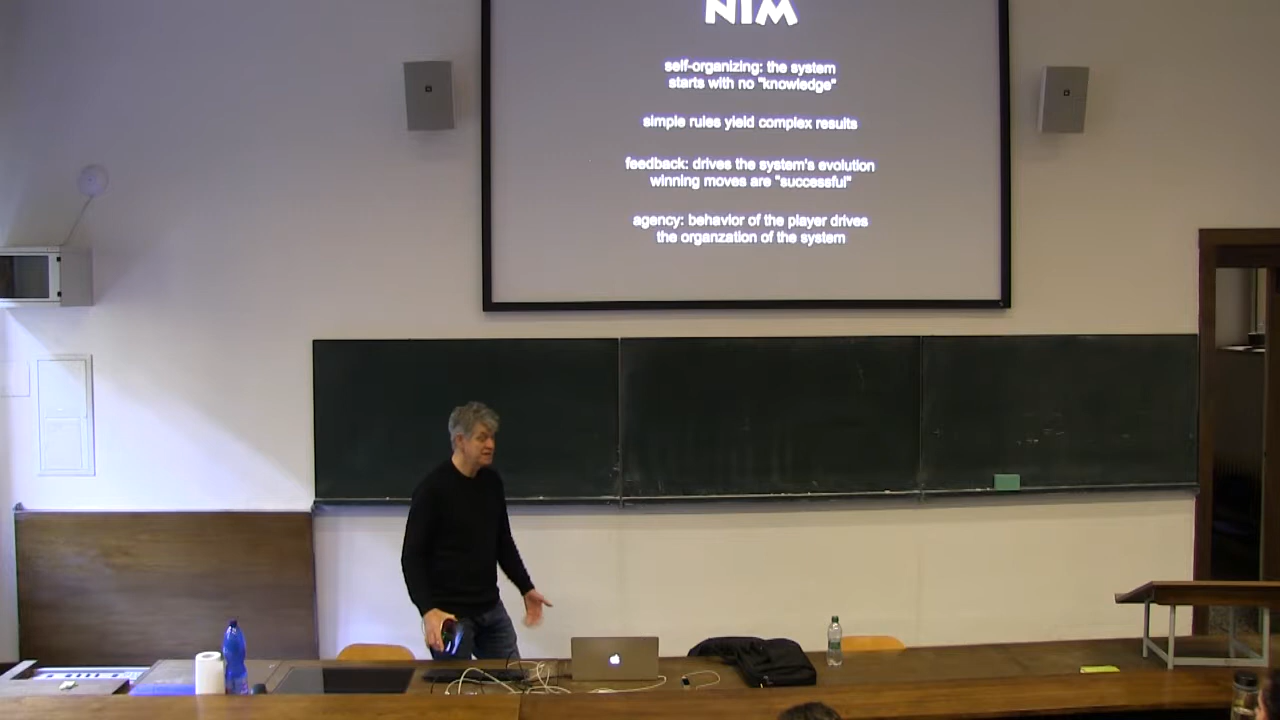 NIM
self-organizing: the system
starts with no "knowledge"
simple rules yield complex results
feedback: drives the system's evolution
winning moves are "successful"
agency: behavior of the player drives
the organzation of the system